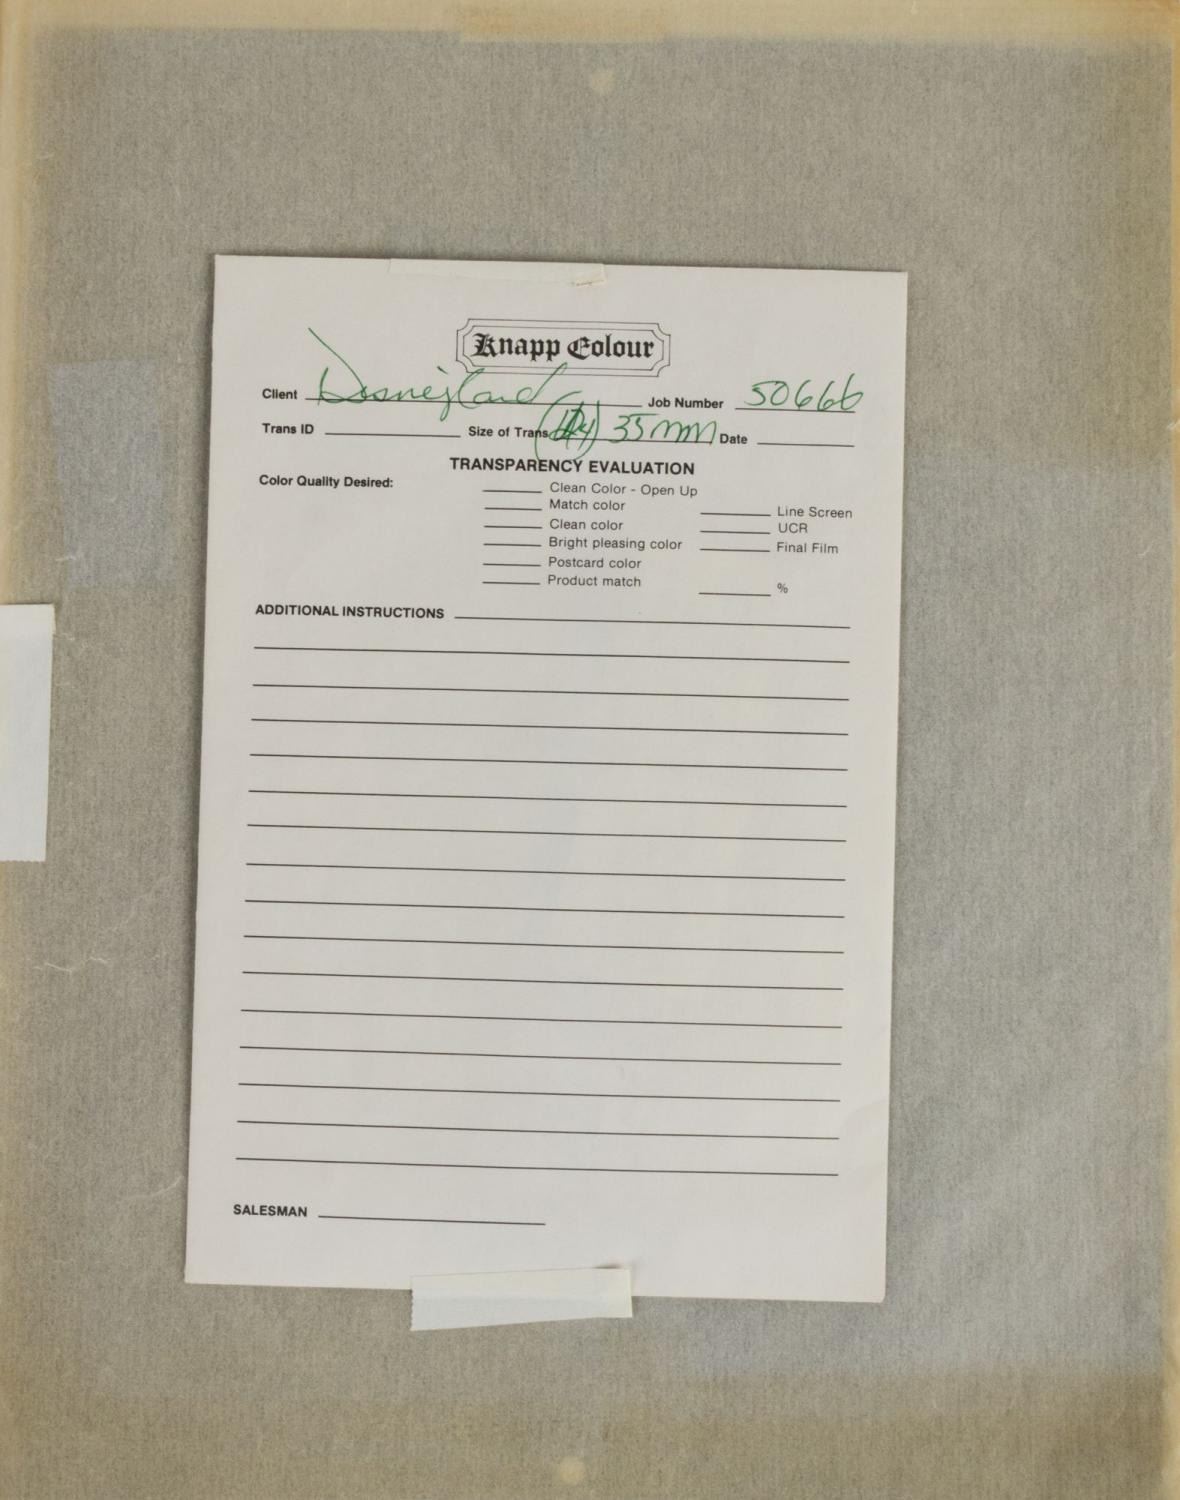 Knapp Colour
Client Disneyland Job Number 50666
Trans ID Size of Trans 35mm Date
TRANSPARENCY EVALUATION
Color Quality Desired:
Clean Color - Open Up
Match color
Line Screen
Clean color
UCR
Bright pleasing color
Final Film
Postcard color
Product match
%
ADDITIONAL INSTRUCTIONS
SALESMAN